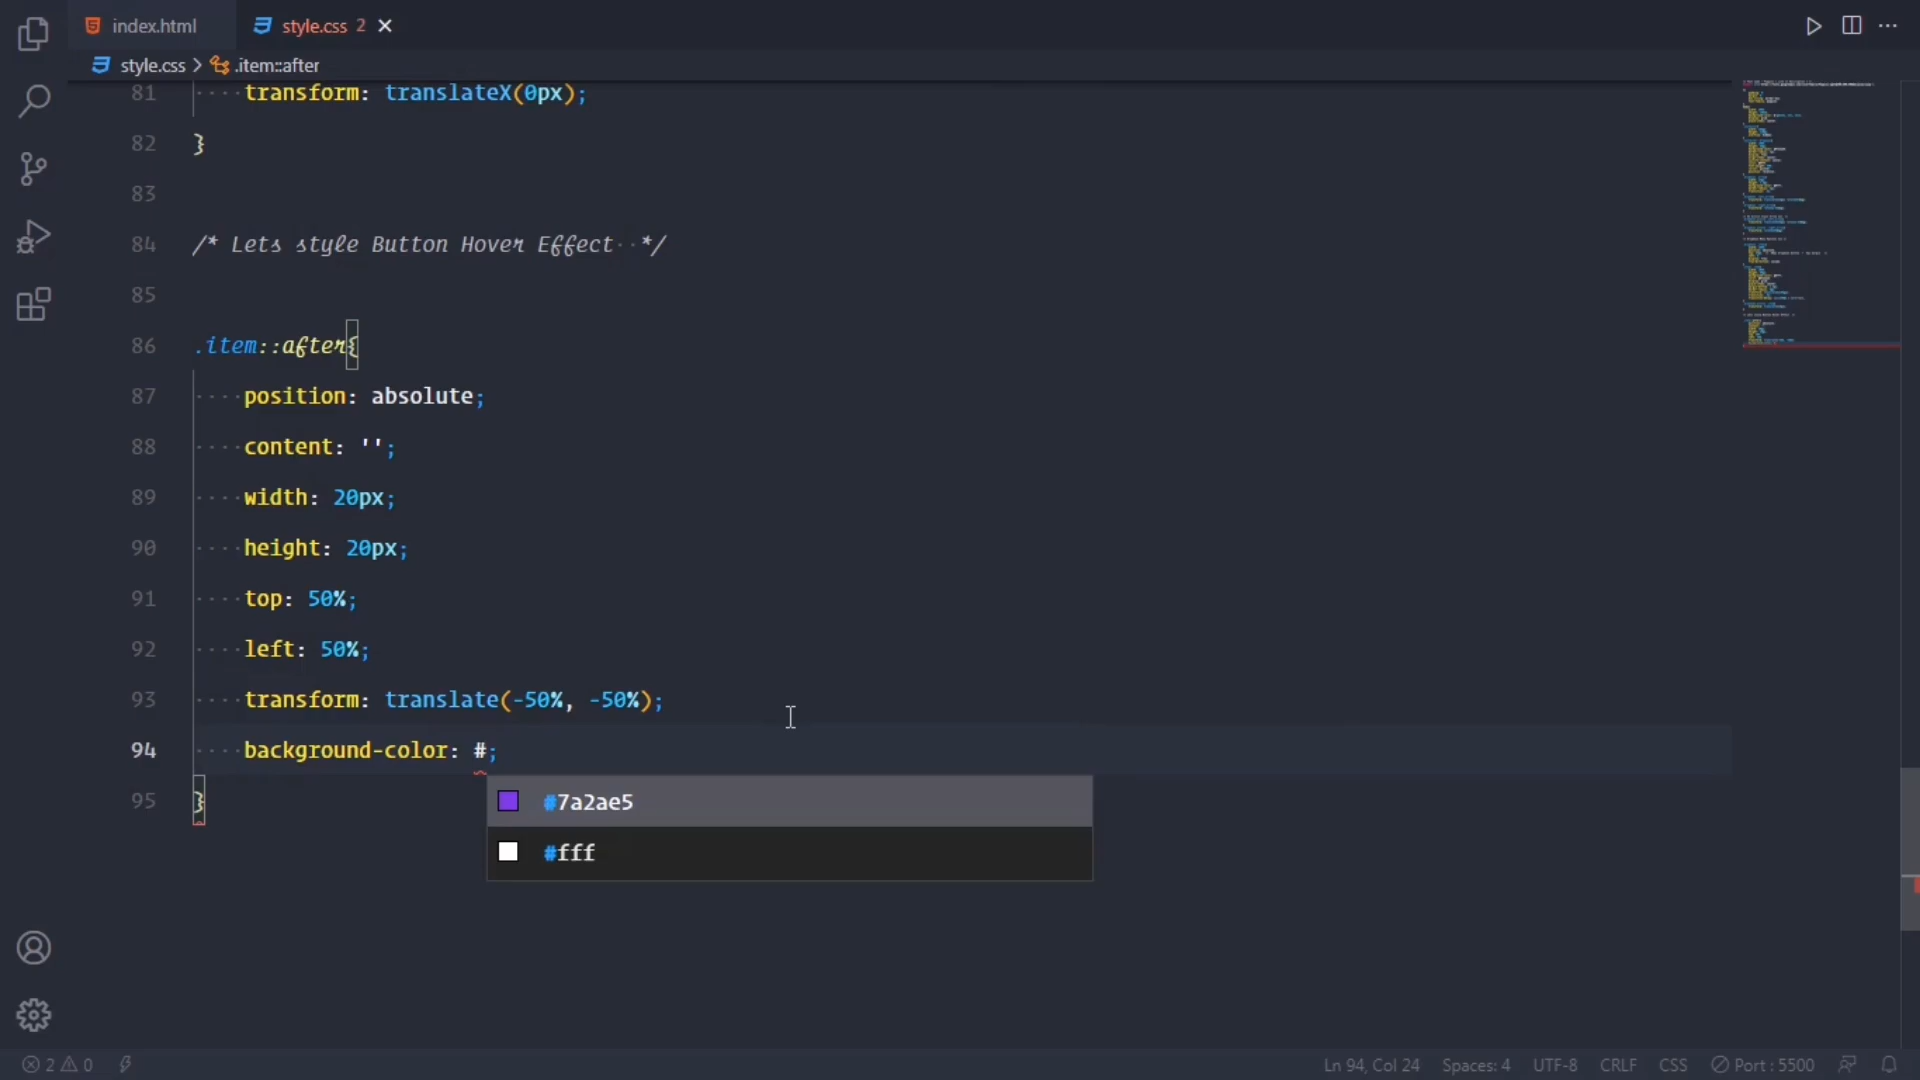 index.html
style.css 2
style.css > .item::after
81 transform: translateX(0px);
82 }
83
84 /* Lets style Button Hover Effect */
85
86 .item::after{
87 position: absolute;
88 content: '';
89 width: 20px;
90 height: 20px;
91 top: 50%;
92 left: 50%;
93 transform: translate(-50%, -50%);
94 background-color: #;
95 }
#7a2ae5
#fff
2 0
Ln 94, Col 24 Spaces: 4 UTF-8 CRLF CSS Port : 5500